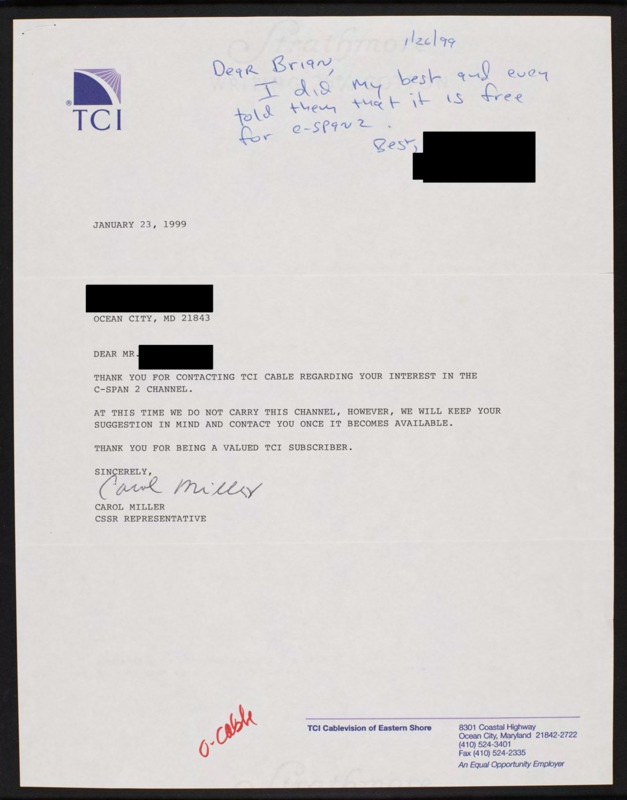 1/26/99
Dear Brian,
I did my best and even
told them that it is free
for c-span2.
Best,
® TCI
JANUARY 23, 1999
OCEAN CITY, MD 21843
DEAR MR.
THANK YOU FOR CONTACTING TCI CABLE REGARDING YOUR INTEREST IN THE
C-SPAN 2 CHANNEL.
AT THIS TIME WE DO NOT CARRY THIS CHANNEL, HOWEVER, WE WILL KEEP YOUR
SUGGESTION IN MIND AND CONTACT YOU ONCE IT BECOMES AVAILABLE.
THANK YOU FOR BEING A VALUED TCI SUBSCRIBER.
SINCERELY,
Carol Miller
CAROL MILLER
CSSR REPRESENTATIVE
O-Cable
TCI Cablevision of Eastern Shore
8301 Coastal Highway
Ocean City, Maryland 21842-2722
(410) 524-3401
Fax (410) 524-2335
An Equal Opportunity Employer